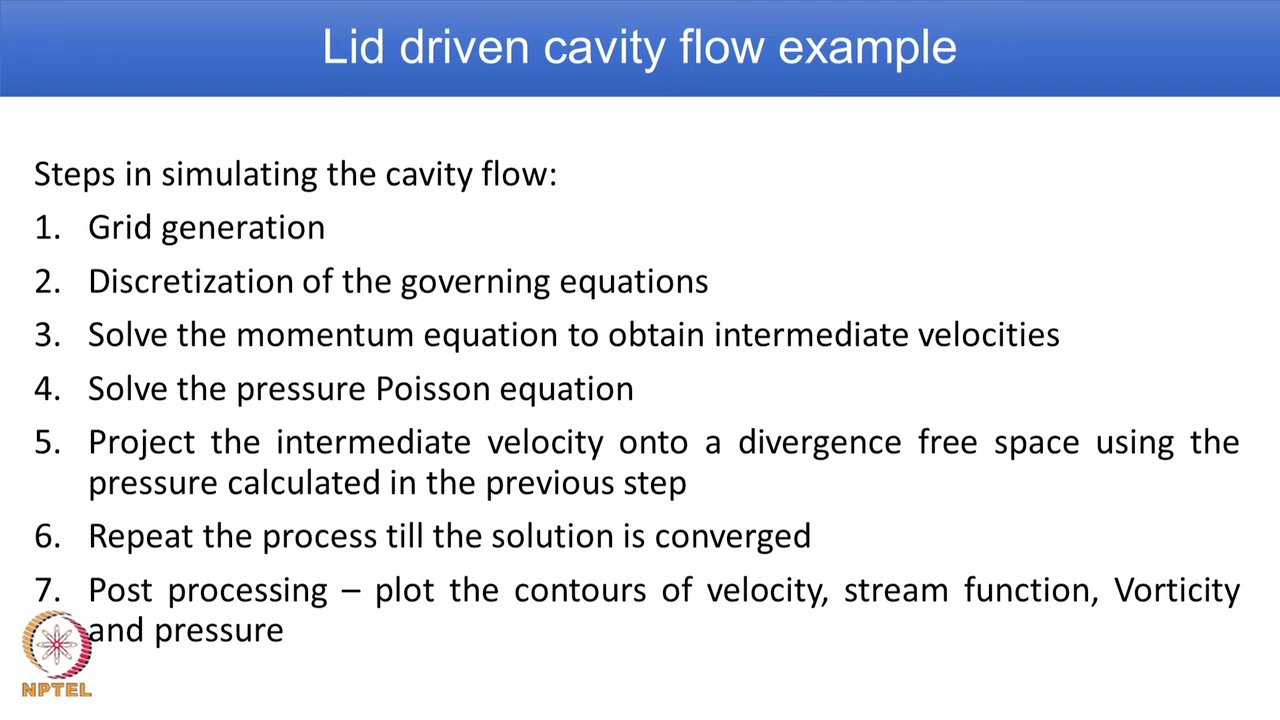 Lid driven cavity flow example
Steps in simulating the cavity flow:
1. Grid generation
2. Discretization of the governing equations
3. Solve the momentum equation to obtain intermediate velocities
4. Solve the pressure Poisson equation
5. Project the intermediate velocity onto a divergence free space using the
pressure calculated in the previous step
6. Repeat the process till the solution is converged
7. Post processing – plot the contours of velocity, stream function, Vorticity
and pressure
NPTEL